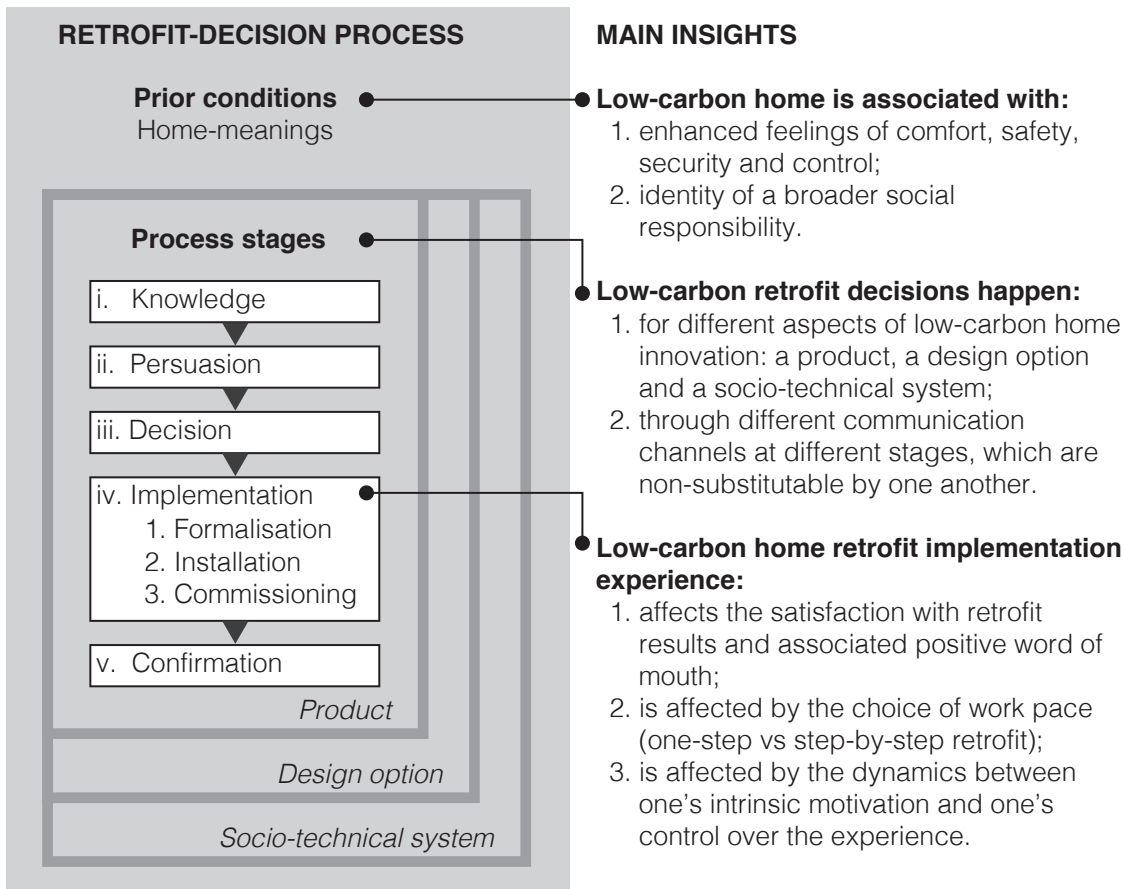 RETROFIT-DECISION PROCESS
Prior conditions
Home-meanings
Process stages
i. Knowledge
ii. Persuasion
iii. Decision
iv. Implementation
1. Formalisation
2. Installation
3. Commissioning
v. Confirmation
Product
Design option
Socio-technical system
MAIN INSIGHTS
Low-carbon home is associated with:
1. enhanced feelings of comfort, safety,
security and control;
2. identity of a broader social
responsibility.
Low-carbon retrofit decisions happen:
1. for different aspects of low-carbon home
innovation: a product, a design option
and a socio-technical system;
2. through different communication
channels at different stages, which are
non-substitutable by one another.
Low-carbon home retrofit implementation
experience:
1. affects the satisfaction with retrofit
results and associated positive word of
mouth;
2. is affected by the choice of work pace
(one-step vs step-by-step retrofit);
3. is affected by the dynamics between
one's intrinsic motivation and one's
control over the experience.